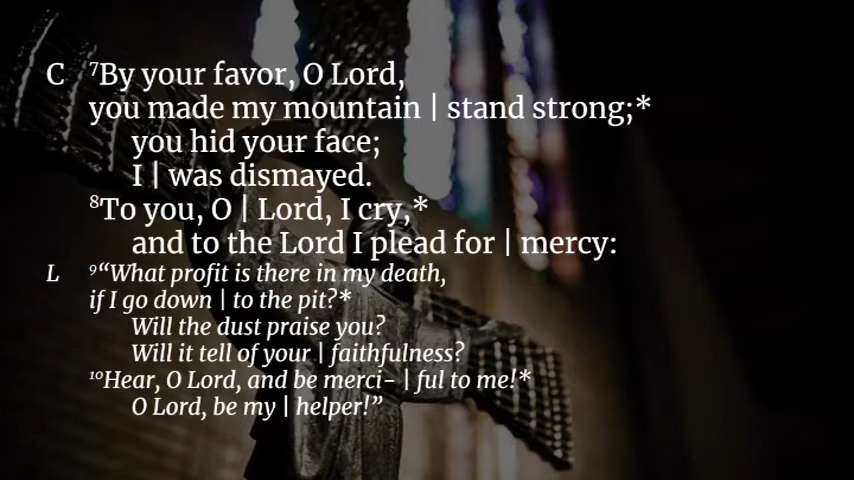 C ⁷By your favor, O Lord,
you made my mountain | stand strong;*
you hid your face;
I | was dismayed.
⁸To you, O | Lord, I cry,*
and to the Lord I plead for | mercy:
L ⁹“What profit is there in my death,
if I go down | to the pit?*
Will the dust praise you?
Will it tell of your | faithfulness?
¹⁰Hear, O Lord, and be merci- | ful to me!*
O Lord, be my | helper!”